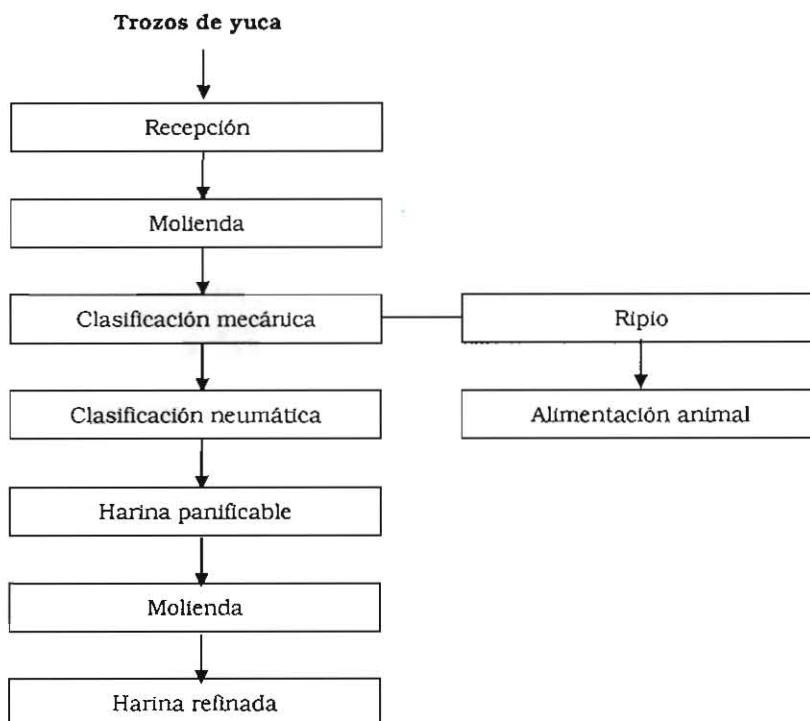 Trozos de yuca
Recepción
Molienda
Clasificación mecánica
Ripio
Clasificación neumática
Alimentación animal
Harina panificable
Molienda
Harina refinada